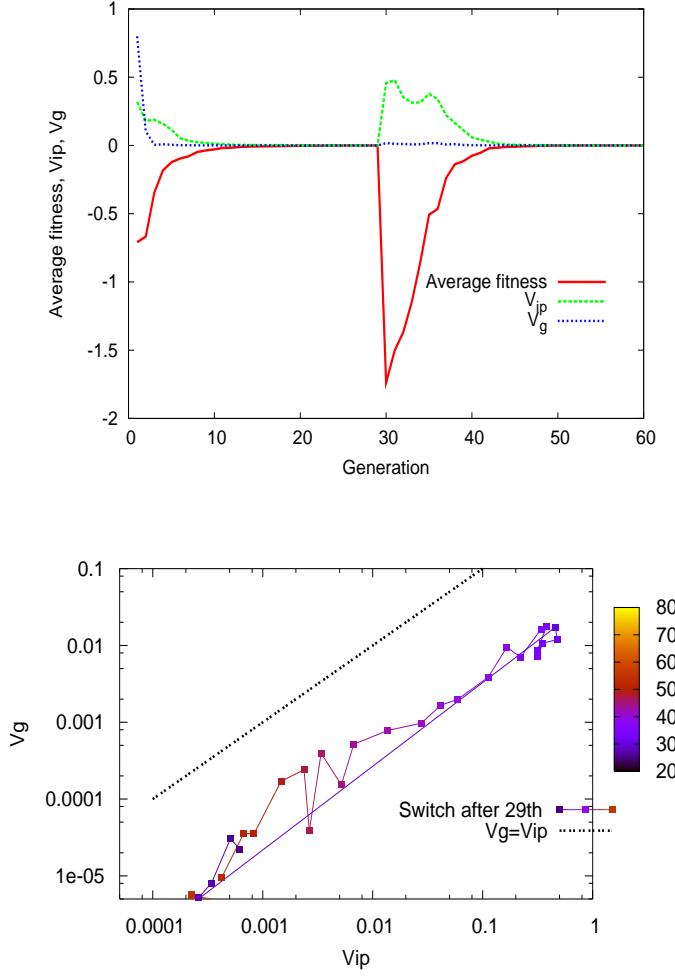 1
0.5
0
-0.5
-1
-1.5
-2
Average fitness, Vip, Vg
Average fitness
V_ip
V_g
0 10 20 30 40 50 60
Generation
0.1
0.01
0.001
0.0001
1e-05
Vg
Switch after 29th
Vg=Vip
0.0001 0.001 0.01 0.1 1
Vip
80
70
60
50
40
30
20